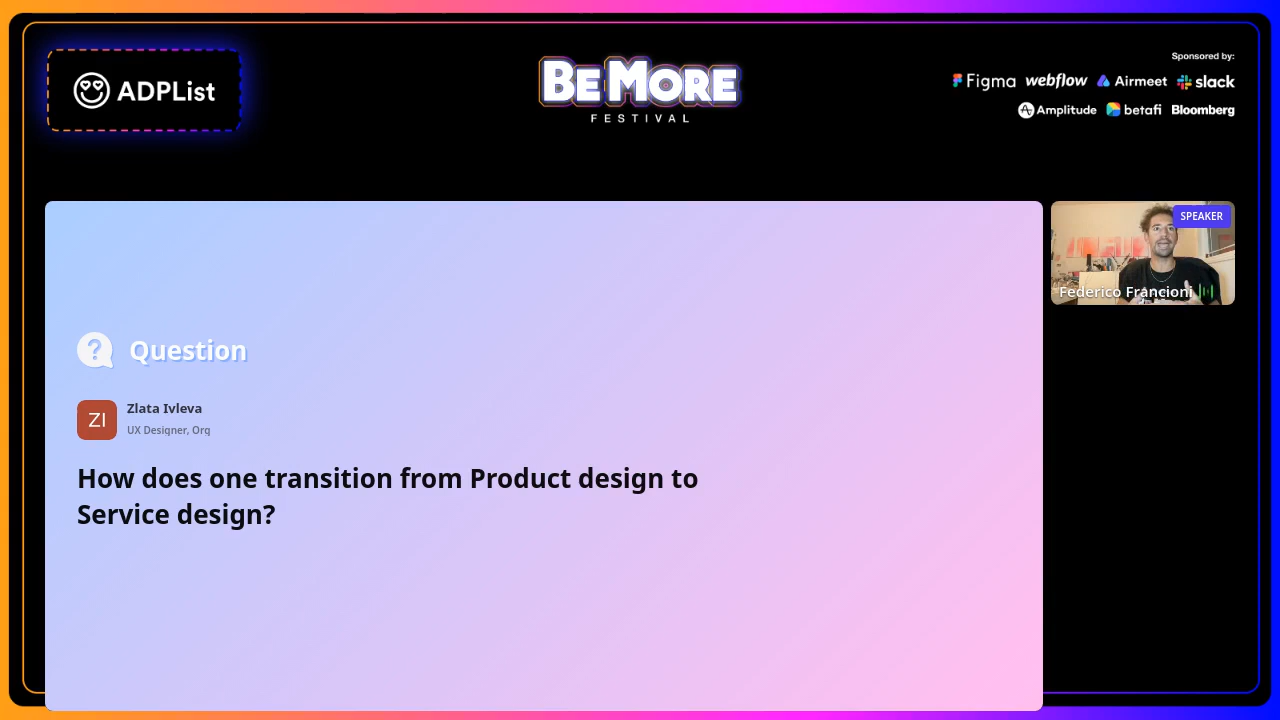 ADPList
BE MORE
FESTIVAL
Sponsored by:
Figma webflow Airmeet slack
Amplitude betafi Bloomberg
SPEAKER
Federico Francioni
Question
ZI
Zlata Ivleva
UX Designer, Orq
How does one transition from Product design to
Service design?